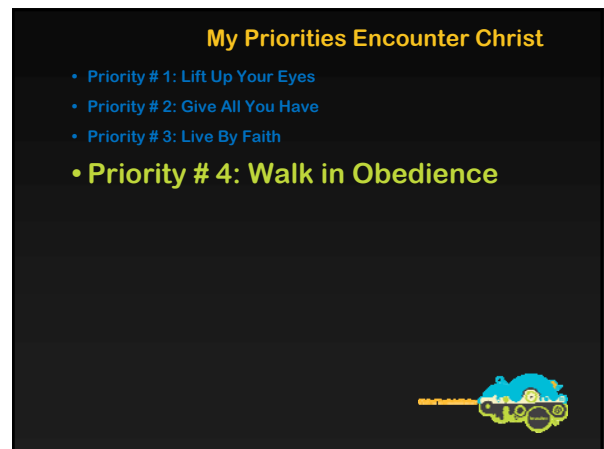 My Priorities Encounter Christ
• Priority # 1: Lift Up Your Eyes
• Priority # 2: Give All You Have
• Priority # 3: Live By Faith
• Priority # 4: Walk in Obedience